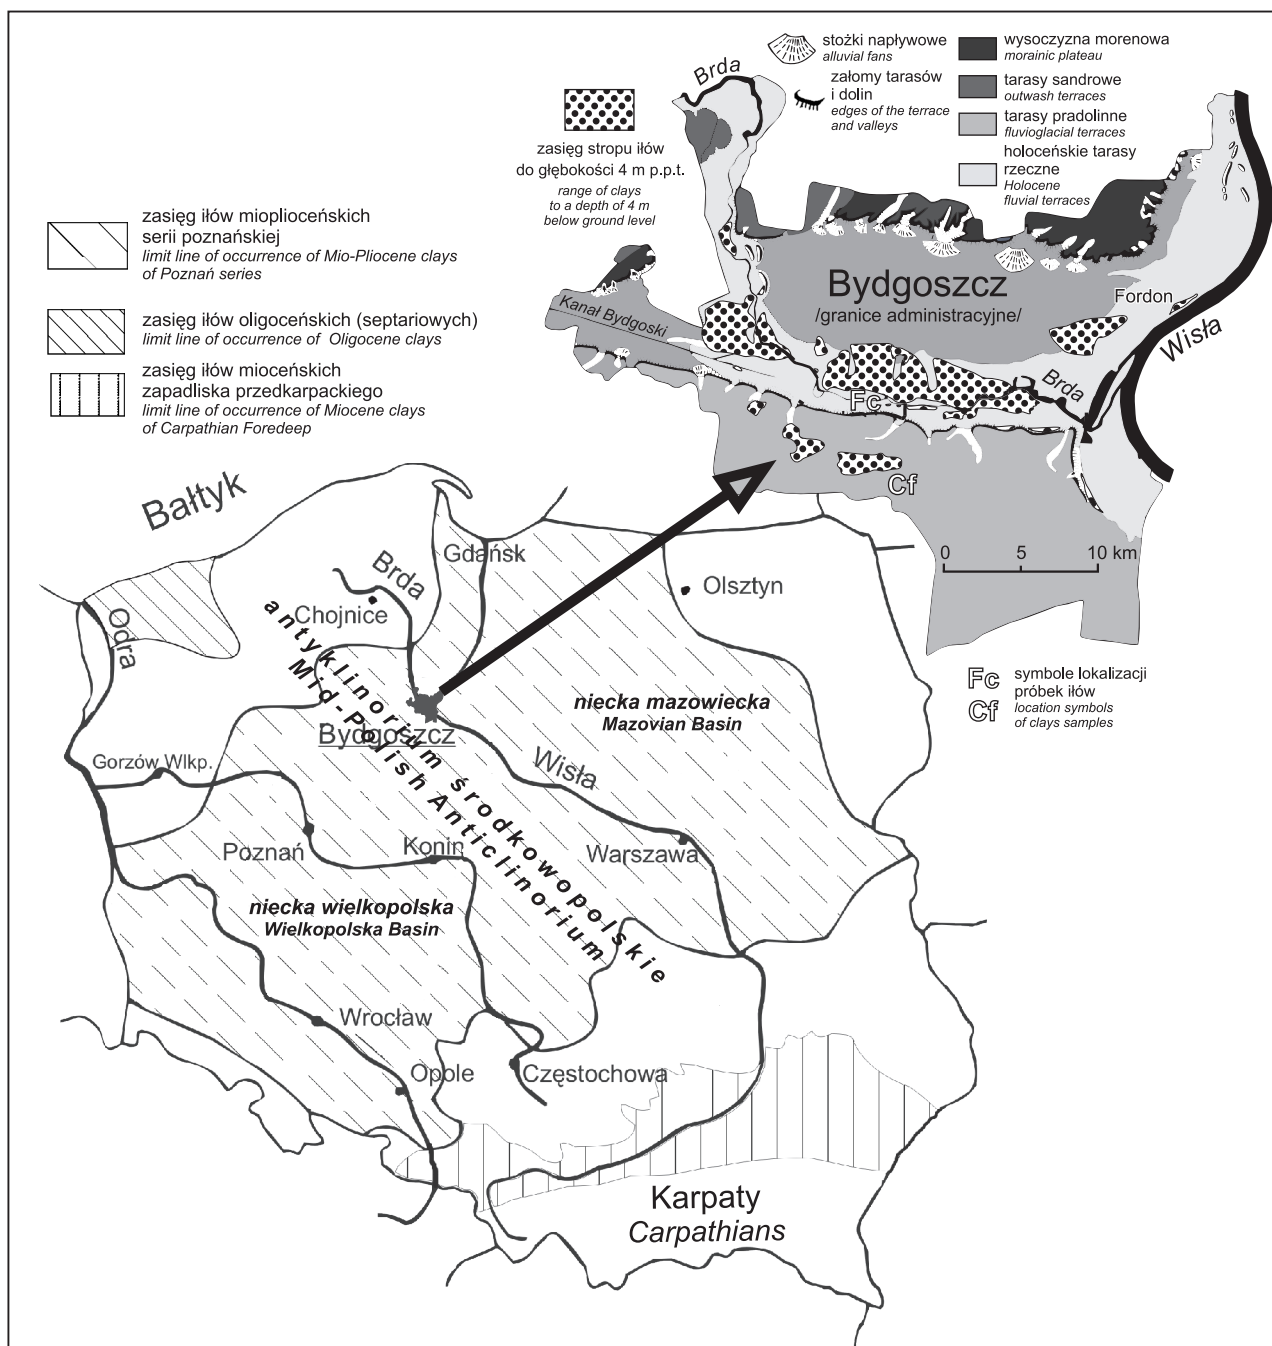 Brda
stożki napływowe
alluvial fans
załomy tarasów
i dolin
edges of the terrace
and valleys
wysoczyzna morenowa
morainic plateau
tarasy sandrowe
outwash terraces
tarasy pradolinne
fluvioglacial terraces
holoceńskie tarasy
rzeczne
Holocene
fluvial terraces
zasięg stropu iłów
do głębokości 4 m p.p.t.
range of clays
to a depth of 4 m
below ground level
zasięg iłów mioplioceńskich
serii poznańskiej
limit line of occurrence of Mio-Pliocene clays
of Poznań series
zasięg iłów oligoceńskich (septariowych)
limit line of occurrence of Oligocene clays
zasięg iłów mioceńskich
zapadliska przedkarpackiego
limit line of occurrence of Miocene clays
of Carpathian Foredeep
Bydgoszcz
/granice administracyjne/
Fordon
Wisła
Kanał Bydgoski
Brda
Fc
Cf
0 5 10 km
Fc
Cf
symbole lokalizacji
próbek iłów
location symbols
of clays samples
Bałtyk
Gdańsk
Brda
Olsztyn
Chojnice
Odra
antyklinorium środkowopolskie
Mid-Polish Anticlinorium
niecka mazowiecka
Mazovian Basin
Bydgoszcz
Wisła
Gorzów Wlkp.
Poznań
Konin
Warszawa
niecka wielkopolska
Wielkopolska Basin
Wrocław
Opole
Częstochowa
Karpaty
Carpathians